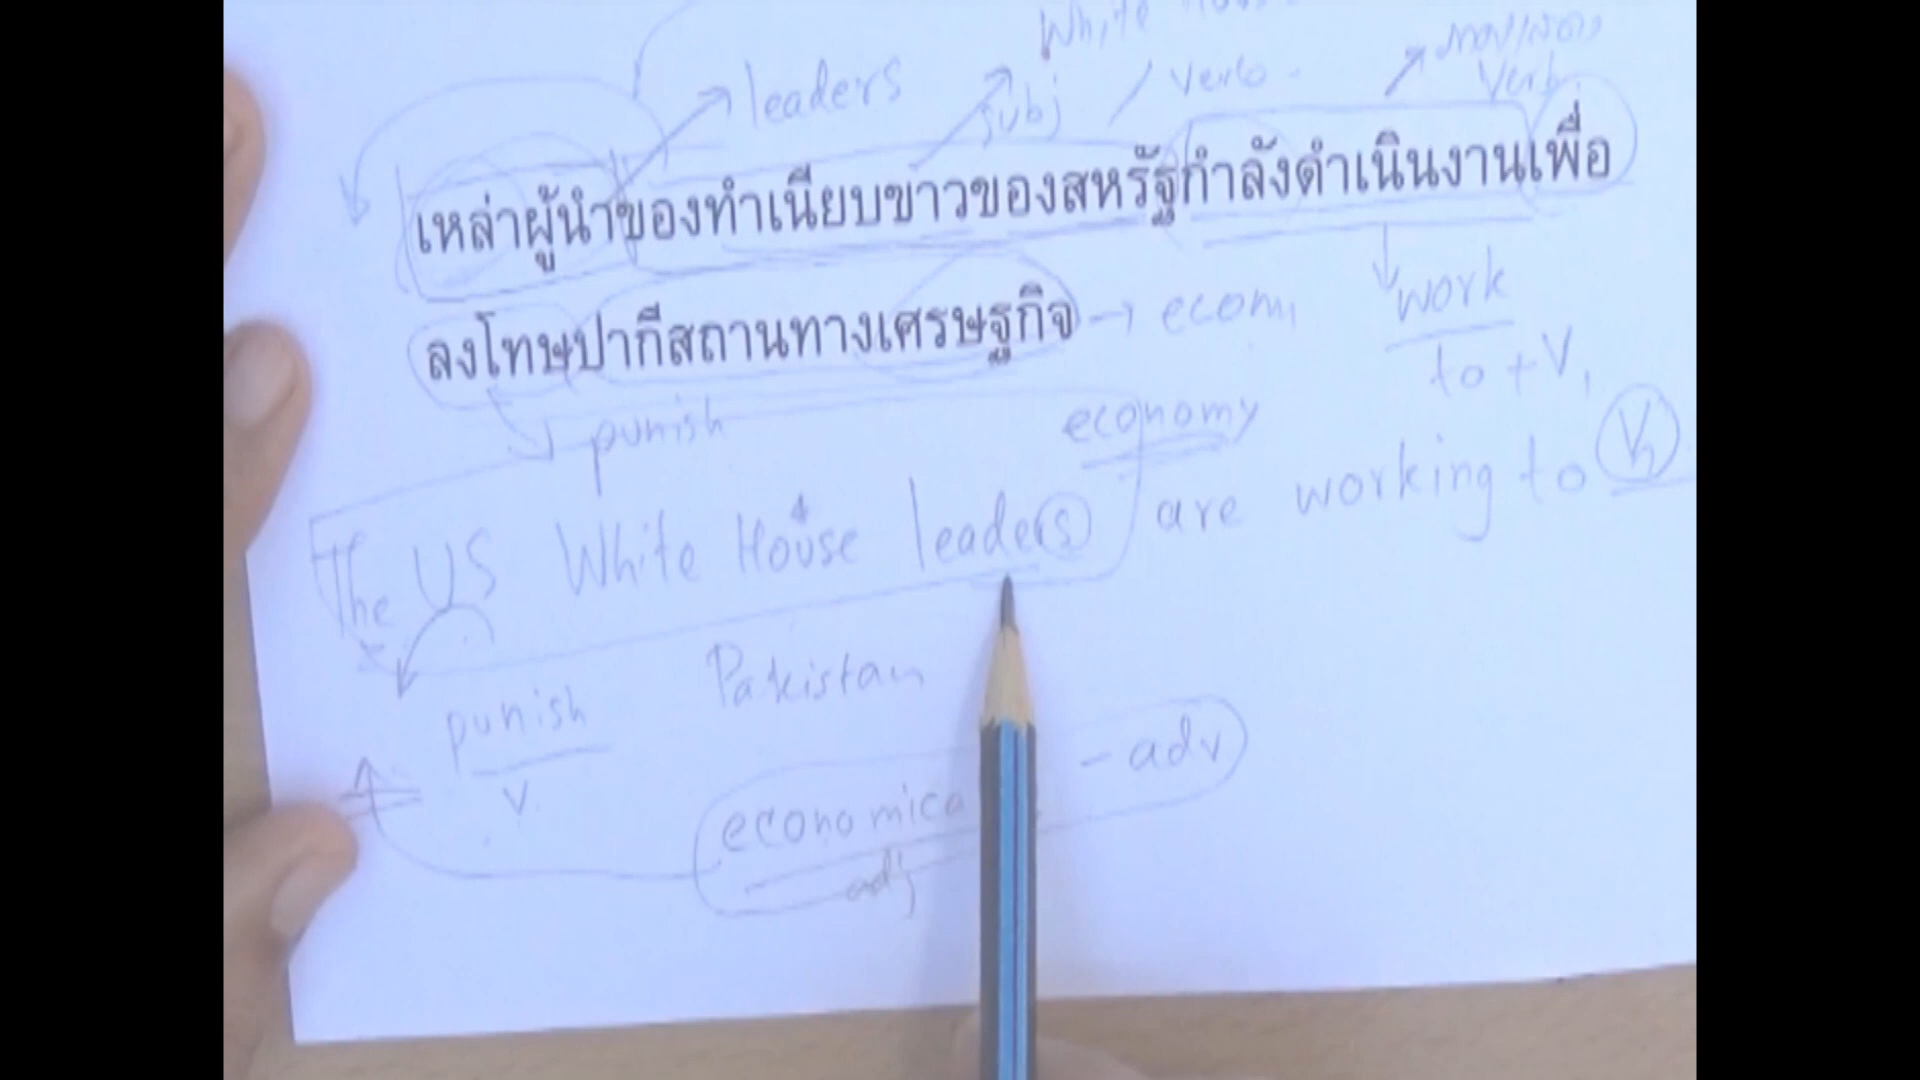 White
leaders
subj / verb
verb
เหล่าผู้นำของทำเนียบขาวของสหรัฐกำลังดำเนินงานเพื่อ
ลงโทษปากีสถานทางเศรษฐกิจ → econ
work
to + V1
punish
economy
The US White House leaders are working to V1
punish Pakistan
v.
economica - adv
adj